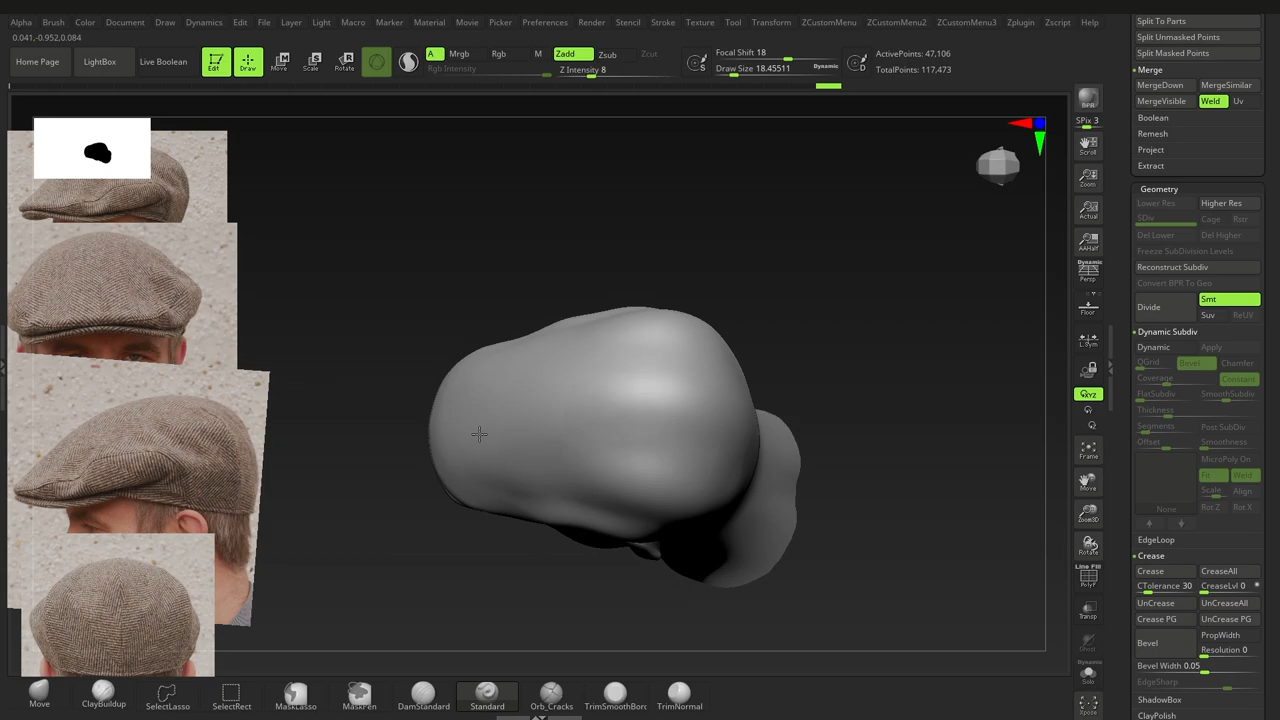 Alpha Brush Color Document Draw Dynamics Edit File Layer Light Macro Marker Material Movie Picker Preferences Render Stencil Stroke Texture Tool Transform ZCustomMenu ZCustomMenu2 ZCustomMenu3 Zplugin Zscript Help
0.041,-0.952,0.084
Home Page LightBox Live Boolean Edit Draw Move Scale Rotate A Mrgb Rgb M Zadd Zsub Zcut
Rgb Intensity Z Intensity 8
S Focal Shift 18
Draw Size 18.45511 Dynamic D
ActivePoints: 47,106
TotalPoints: 117,473
BPR
SPix 3
Scroll
Zoom
Actual
AAHalf
Dynamic
Persp
Floor
L.Sym
XYZ
Frame
Move
Zoom3D
Rotate
Line Fill
PolyF
Transp
Ghost
Dynamic
Solo
Xpose
Split To Parts
Split Unmasked Points
Split Masked Points
Merge
MergeDown MergeSimilar
MergeVisible Weld Uv
Boolean
Remesh
Project
Extract
Geometry
Lower Res Higher Res
SDiv Cage Rstr
Del Lower Del Higher
Freeze SubDivision Levels
Reconstruct Subdiv
Convert BPR To Geo
Divide Smt
Suv ReUV
Dynamic Subdiv
Dynamic Apply
QGrid Bevel Chamfer
Coverage Constant
FlatSubdiv SmoothSubdiv
Thickness
Segments Post SubDiv
Offset Smoothness
MicroPoly On
Fit Weld
Scale Align
None Rot Z Rot X
EdgeLoop
Crease
Crease CreaseAll
CTolerance 30 CreaseLvl 0
UnCrease UnCreaseAll
Crease PG UnCrease PG
Bevel PropWidth
Resolution 0
Bevel Width 0.05
EdgeSharp
ShadowBox
ClayPolish
Move ClayBuildup SelectLasso SelectRect MaskLasso MaskPen DamStandard Standard Orb_Cracks TrimSmoothBorc TrimNormal